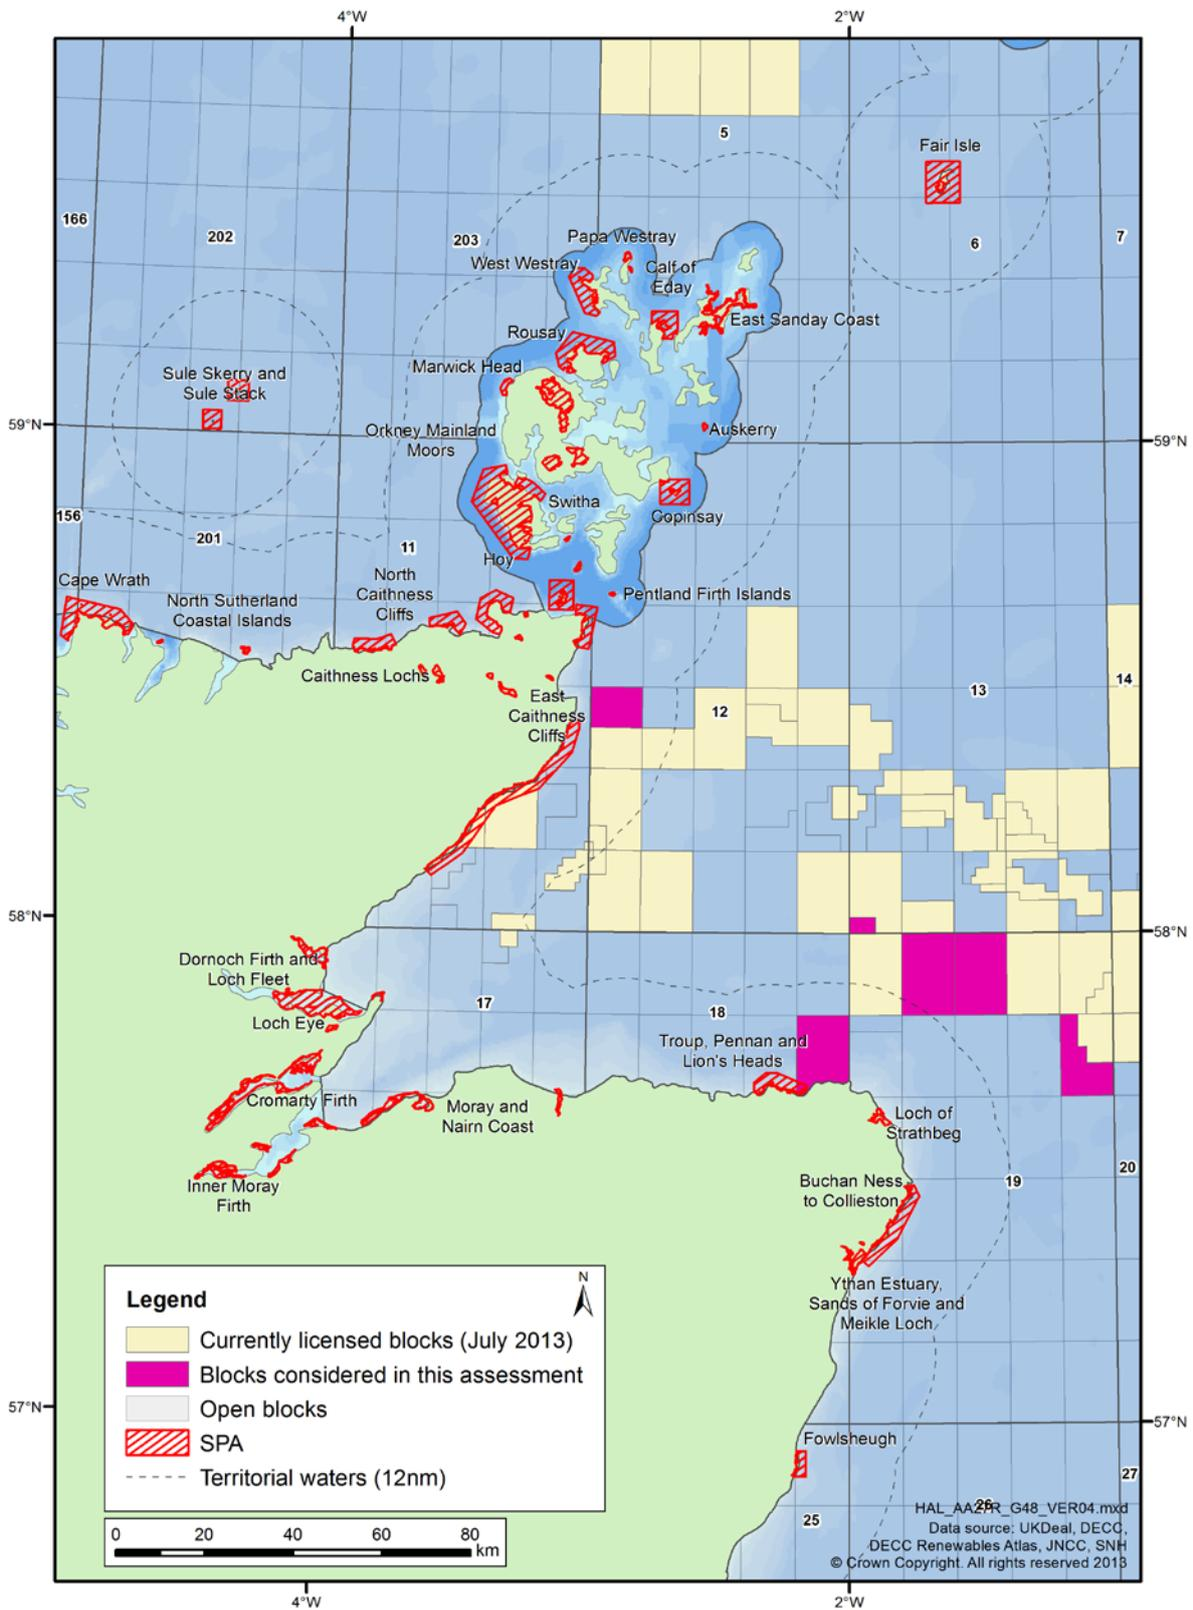 4°W
2°W
5
Fair Isle
166
202
203
6
7
Papa Westray
West Westray
Calf of
Eday
East Sanday Coast
Rousay
Marwick Head
Sule Skerry and
Sule Stack
59°N
Orkney Mainland
Moors
Auskerry
59°N
Switha
Copinsay
156
201
11
Hoy
Cape Wrath
North
Caithness
Cliffs
North Sutherland
Coastal Islands
Pentland Firth Islands
Caithness Lochs
East
Caithness
Cliffs
12
13
14
58°N
58°N
Dornoch Firth and
Loch Fleet
17
18
Loch Eye
Troup, Pennan and
Lion's Heads
Cromarty Firth
Moray and
Nairn Coast
Loch of
Strathbeg
Inner Moray
Firth
Buchan Ness
to Collieston
19
20
Ythan Estuary,
Sands of Forvie and
Meikle Loch
N
Legend
Currently licensed blocks (July 2013)
Blocks considered in this assessment
Open blocks
SPA
Territorial waters (12nm)
57°N
57°N
Fowlsheugh
27
26
25
HAL_AA27R_G48_VER04.mxd
Data source: UKDeal, DECC,
DECC Renewables Atlas, JNCC, SNH
© Crown Copyright. All rights reserved 2013
0 20 40 60 80
km
4°W
2°W